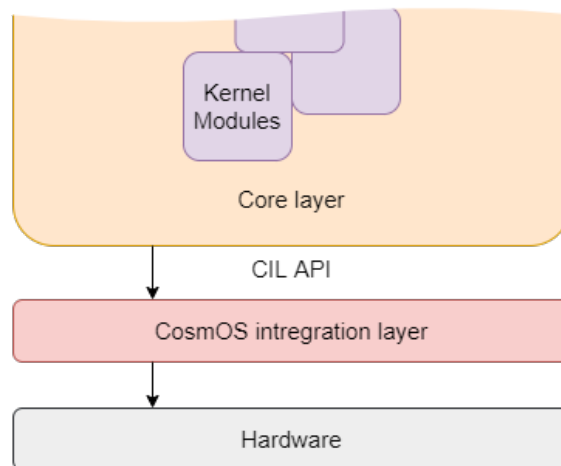 Kernel
Modules
Core layer
CIL API
CosmOS intregration layer
Hardware